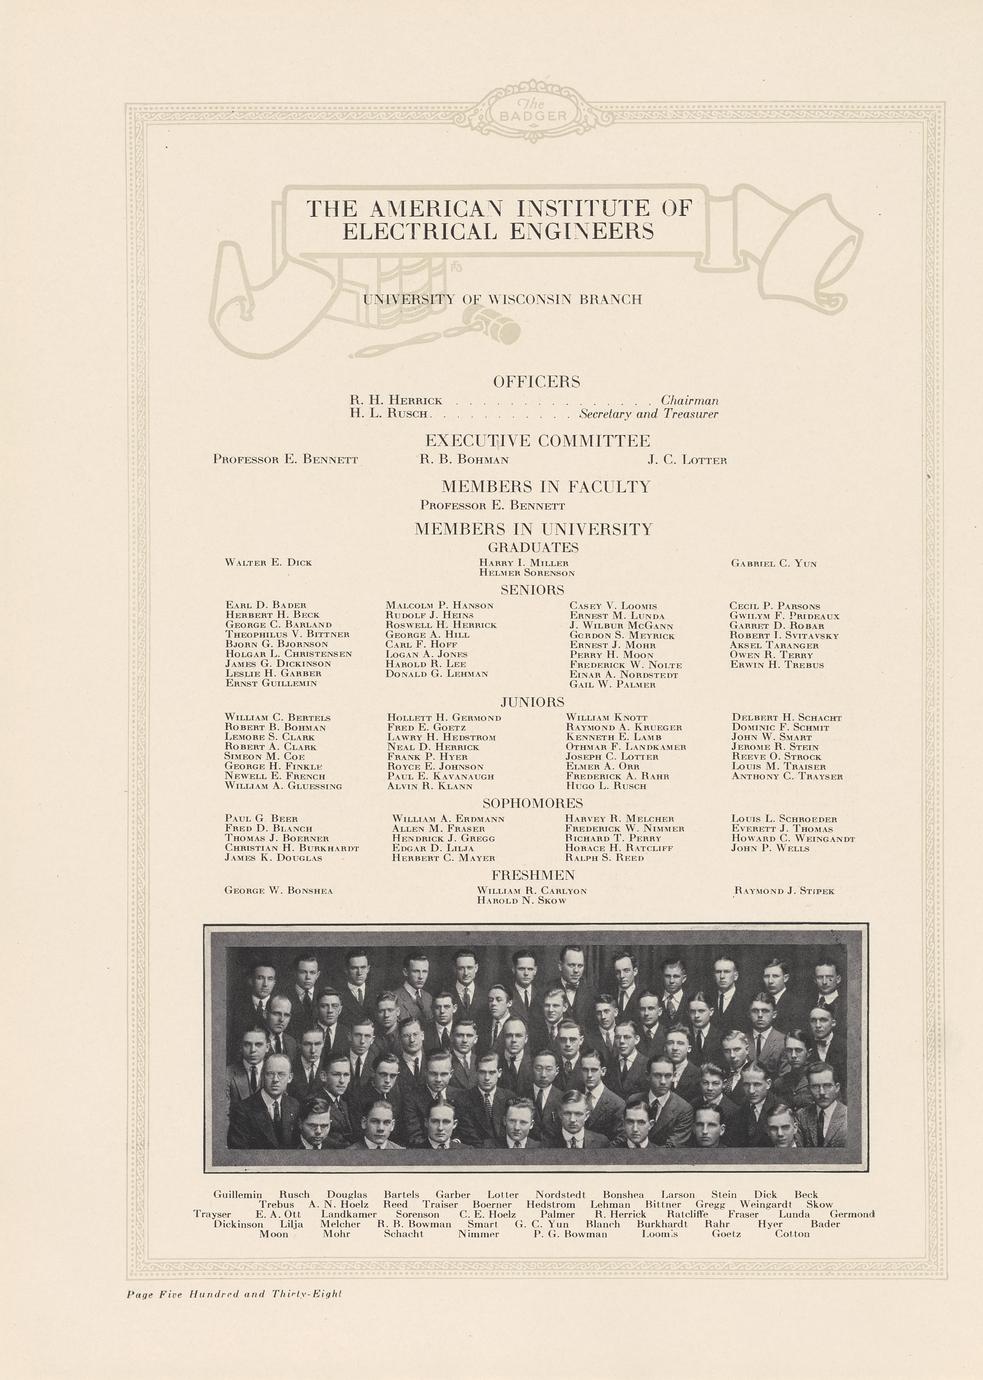 The
BADGER
THE AMERICAN INSTITUTE OF
ELECTRICAL ENGINEERS
UNIVERSITY OF WISCONSIN BRANCH
OFFICERS
R. H. HERRICK . . . . . . . . . . . . . . . Chairman
H. L. RUSCH . . . . . . . . . . . Secretary and Treasurer
EXECUTIVE COMMITTEE
PROFESSOR E. BENNETT R. B. BOHMAN J. C. LOTTER
MEMBERS IN FACULTY
PROFESSOR E. BENNETT
MEMBERS IN UNIVERSITY
GRADUATES
WALTER E. DICK HARRY I. MILLER GABRIEL C. YUN
HELMER SORENSON
SENIORS
EARL D. BADER MALCOLM P. HANSON CASEY V. LOOMIS CECIL P. PARSONS
HERBERT H. BECK RUDOLF J. HEINS ERNEST M. LUNDA GWILYM F. PRIDEAUX
GEORGE C. BARLAND ROSWELL H. HERRICK J. WILBUR MCGANN GARRET D. ROBAR
THEOPHILUS V. BITTNER GEORGE A. HILL GORDON S. MEYRICK ROBERT I. SVITAVSKY
BJORN G. BJORNSON CARL F. HOFF ERNEST J. MOHR AKSEL TARANGER
HOLGAR L. CHRISTENSEN LOGAN A. JONES PERRY H. MOON OWEN R. TERRY
JAMES G. DICKINSON HAROLD R. LEE FREDERICK W. NOLTE ERWIN H. TREBUS
LESLIE H. GARBER DONALD G. LEHMAN EINAR A. NORDSTEDT
ERNST GUILLEMIN GAIL W. PALMER
JUNIORS
WILLIAM C. BERTELS HOLLETT H. GERMOND WILLIAM KNOTT DELBERT H. SCHACHT
ROBERT B. BOHMAN FRED E. GOETZ RAYMOND A. KRUEGER DOMINIC F. SCHMIT
LEMORE S. CLARK LAWRY H. HEDSTROM KENNETH E. LAMB JOHN W. SMART
ROBERT A. CLARK NEAL D. HERRICK OTHMAR F. LANDKAMER JEROME R. STEIN
SIMEON M. COE FRANK P. HYER JOSEPH C. LOTTER REEVE O. STROCK
GEORGE H. FINKLE ROYCE E. JOHNSON ELMER A. ORR LOUIS M. TRAISER
NEWELL E. FRENCH PAUL E. KAVANAUGH FREDERICK A. RAHR ANTHONY C. TRAYSER
WILLIAM A. GLUESSING ALVIN R. KLANN HUGO L. RUSCH
SOPHOMORES
PAUL G BEER WILLIAM A. ERDMANN HARVEY R. MELCHER LOUIS L. SCHROEDER
FRED D. BLANCH ALLEN M. FRASER FREDERICK W. NIMMER EVERETT J. THOMAS
THOMAS J. BOERNER HENDRICK J. GREGG RICHARD T. PERRY HOWARD C. WEINGANDT
CHRISTIAN H. BURKHARDT EDGAR D. LILJA HORACE H. RATCLIFF JOHN P. WELLS
JAMES K. DOUGLAS HERBERT C. MAYER RALPH S. REED
FRESHMEN
GEORGE W. BONSHEA WILLIAM R. CARLYON RAYMOND J. STIPEK
HAROLD N. SKOW
Guillemin Rusch Douglas Bartels Garber Lotter Nordstedt Bonshea Larson Stein Dick Beck
Trebus A. N. Hoelz Reed Traiser Boerner Hedstrom Lehman Bittner Gregg Weingardt Skow
Trayser E. A. Ott Landkamer Sorenson C. E. Hoelz Palmer R. Herrick Ratcliffe Fraser Lunda Germond
Dickinson Lilja Melcher R. B. Bowman Smart G. C. Yun Blanch Burkhardt Rahr Hyer Bader
Moon Mohr Schacht Nimmer P. G. Bowman Loomis Goetz Cotton
Page Five Hundred and Thirty-Eight